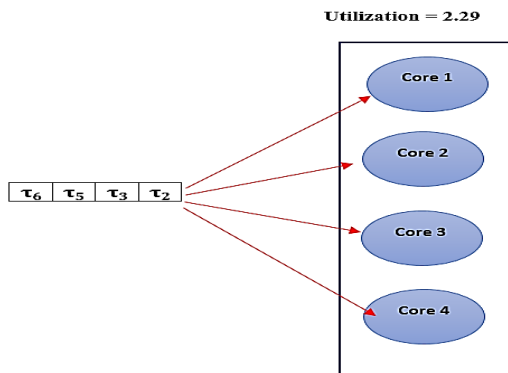 Utilization = 2.29
Core 1
Core 2
τ₆ τ₅ τ₃ τ₂
Core 3
Core 4